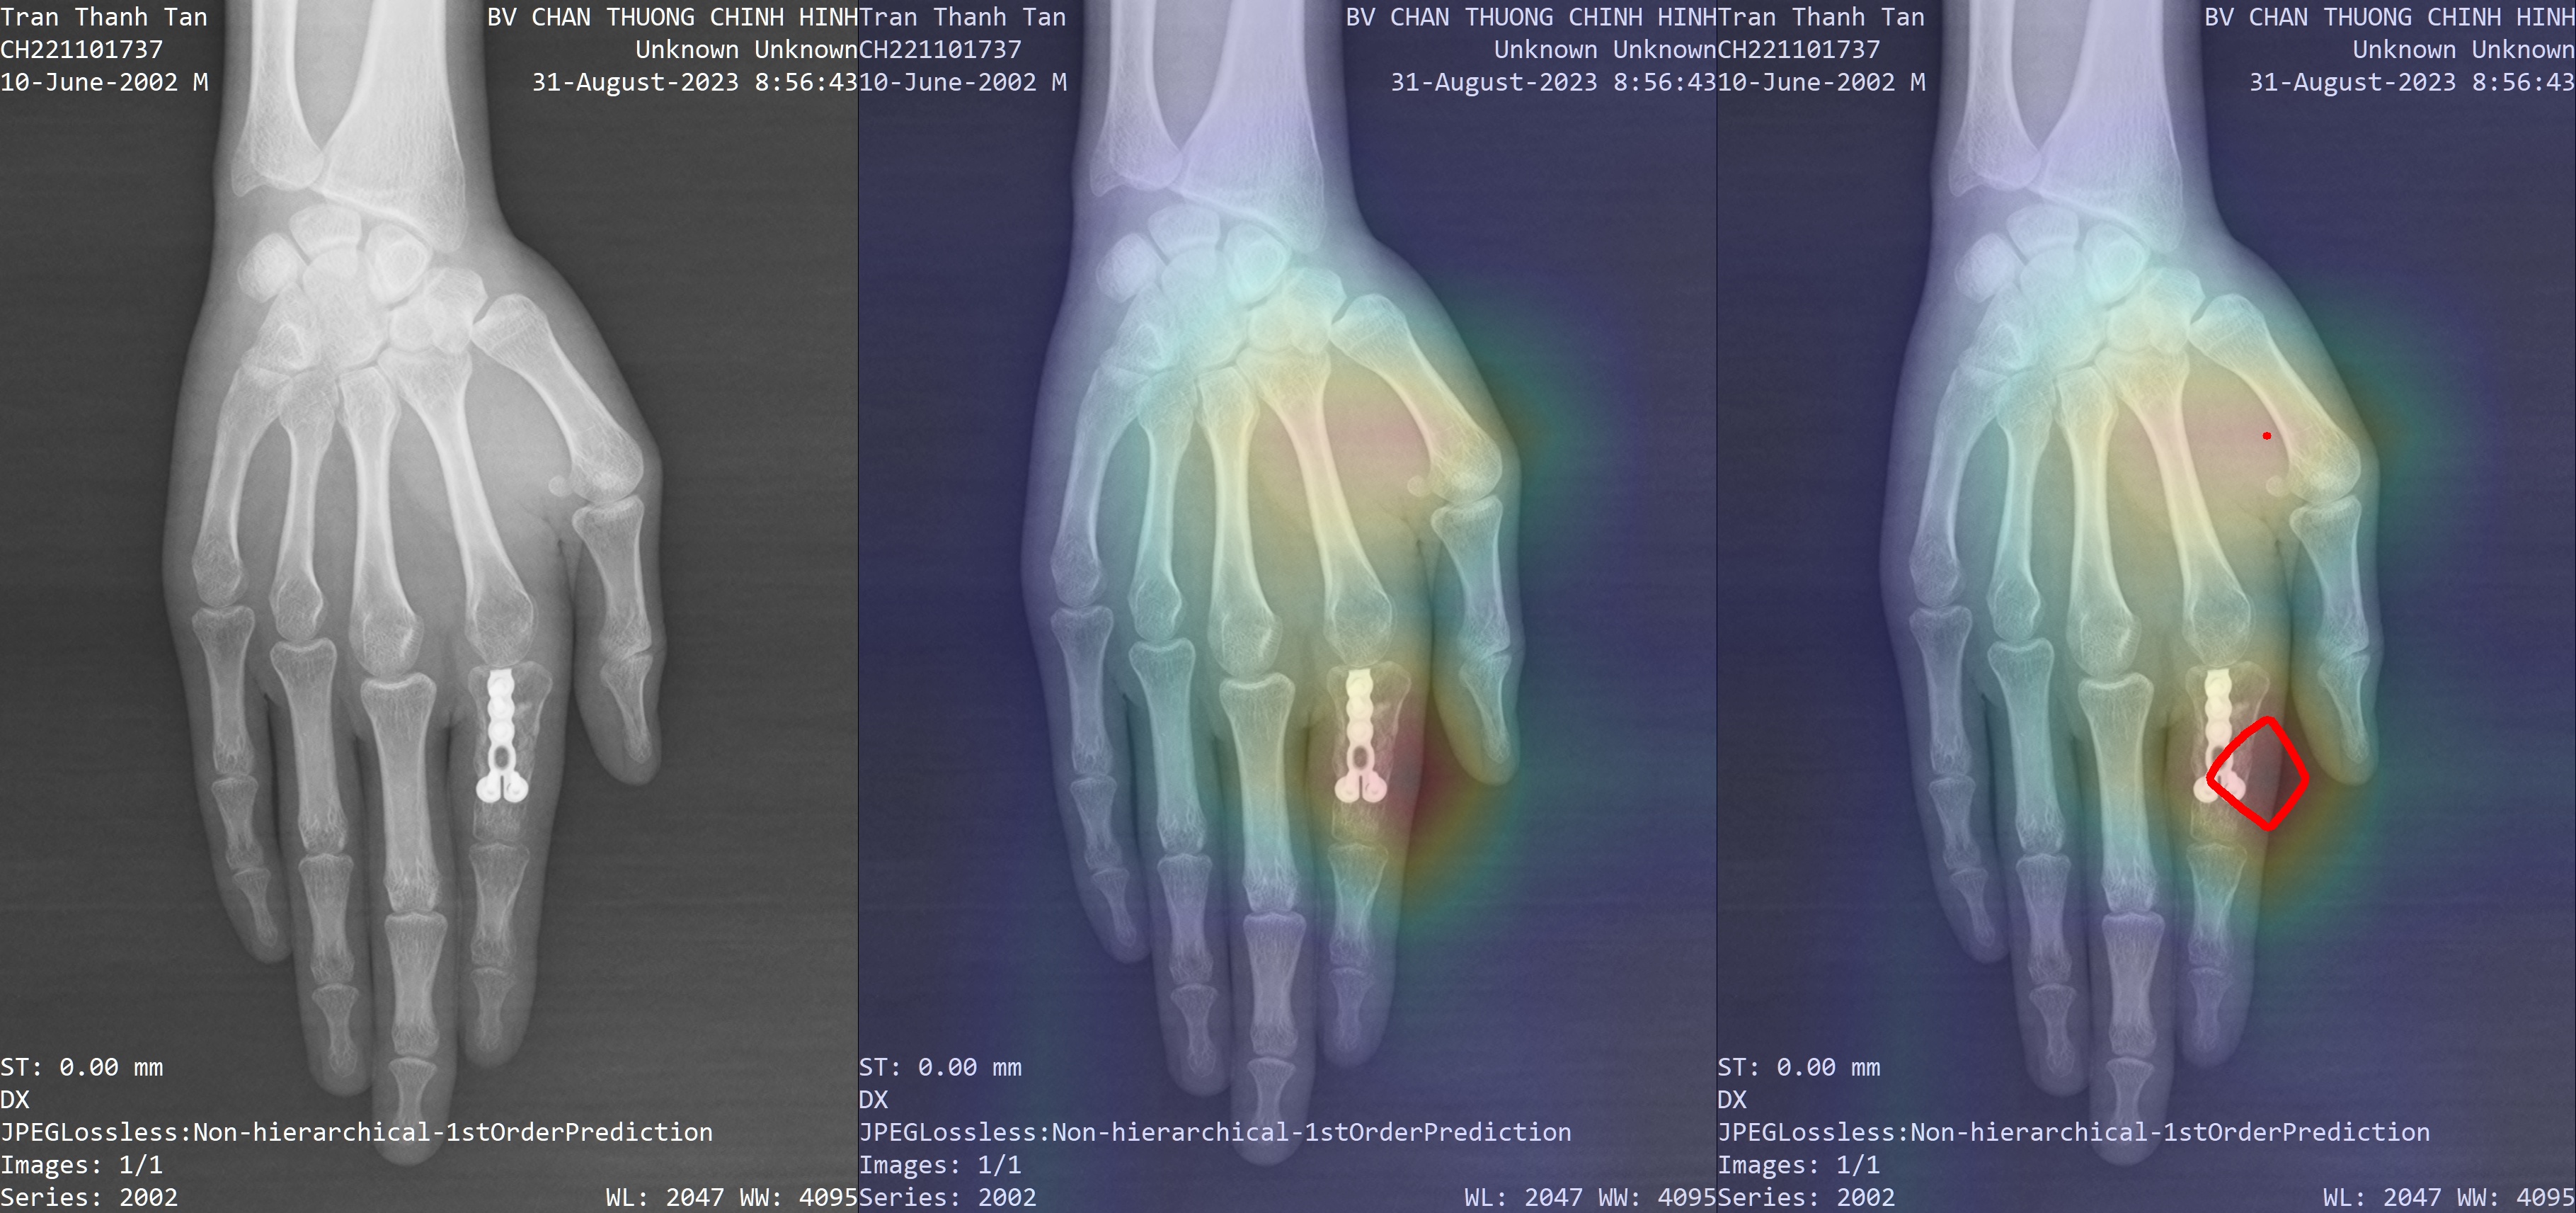 Tran Thanh Tan
CH221101737
10-June-2002 M
BV CHAN THUONG CHINH HINH
Unknown Unknown
31-August-2023 8:56:43
ST: 0.00 mm
DX
JPEGLossless:Non-hierarchical-1stOrderPrediction
Images: 1/1
Series: 2002
WL: 2047 WW: 4095
Tran Thanh Tan
CH221101737
10-June-2002 M
BV CHAN THUONG CHINH HINH
Unknown Unknown
31-August-2023 8:56:43
ST: 0.00 mm
DX
JPEGLossless:Non-hierarchical-1stOrderPrediction
Images: 1/1
Series: 2002
WL: 2047 WW: 4095
Tran Thanh Tan
CH221101737
10-June-2002 M
BV CHAN THUONG CHINH HINH
Unknown Unknown
31-August-2023 8:56:43
ST: 0.00 mm
DX
JPEGLossless:Non-hierarchical-1stOrderPrediction
Images: 1/1
Series: 2002
WL: 2047 WW: 4095